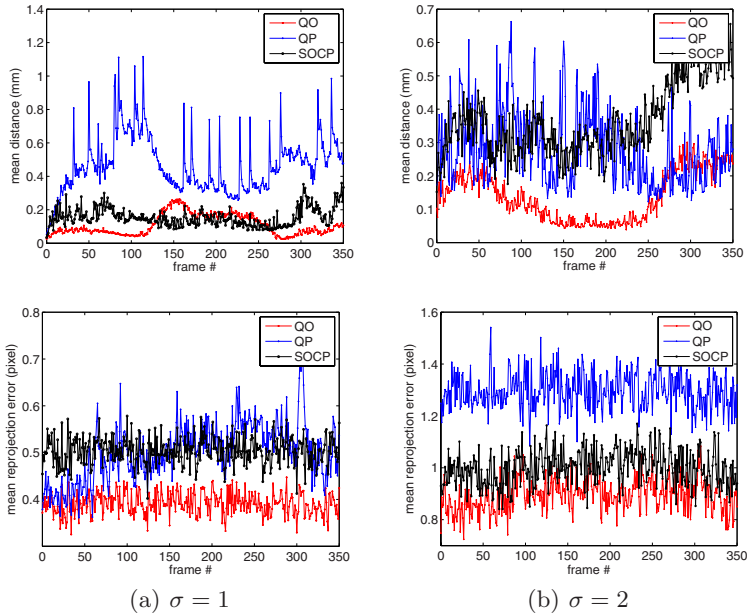 1.4
1.2
1
0.8
0.6
0.4
0.2
0
mean distance (mm)
QO
QP
SOCP
0 50 100 150 200 250 300 350
frame #
0.7
0.6
0.5
0.4
0.3
0.2
0.1
0
mean distance (mm)
QO
QP
SOCP
0 50 100 150 200 250 300 350
frame #
0.8
0.7
0.6
0.5
0.4
mean reprojection error (pixel)
QO
QP
SOCP
0 50 100 150 200 250 300 350
frame #
(a) σ = 1
1.6
1.4
1.2
1
0.8
mean reprojection error (pixel)
QO
QP
SOCP
0 50 100 150 200 250 300 350
frame #
(b) σ = 2